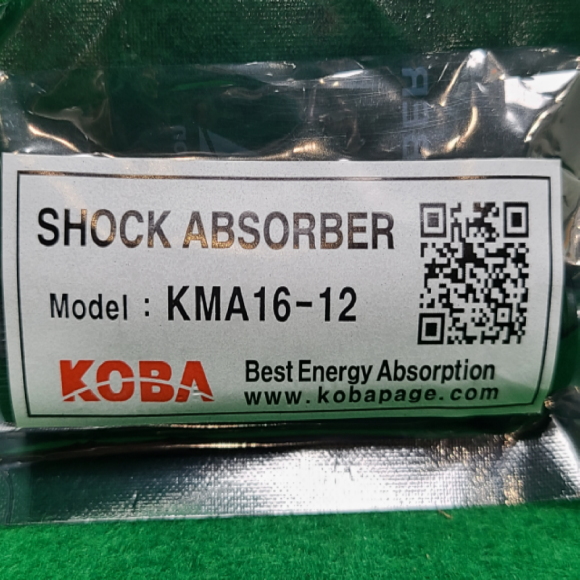 SHOCK ABSORBER
Model : KMA16-12
KOBA
Best Energy Absorption
www.kobapage.com